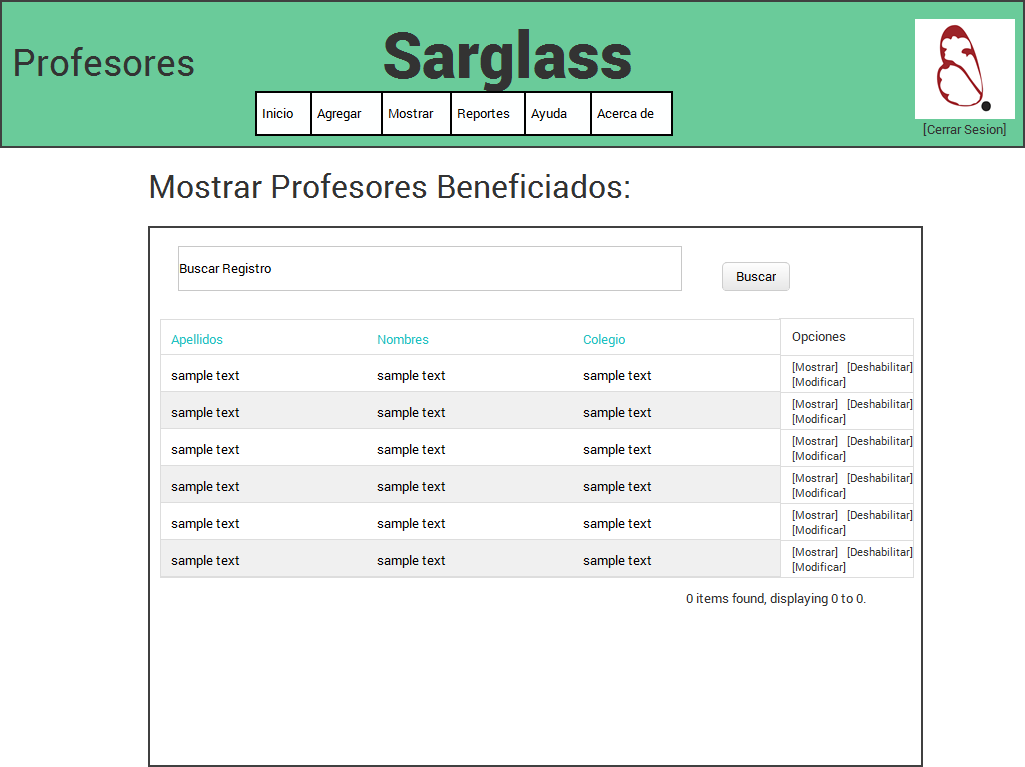 Profesores
Sarglass
Inicio Agregar Mostrar Reportes Ayuda Acerca de
[Cerrar Sesion]
Mostrar Profesores Beneficiados:
Buscar Registro
Buscar
Apellidos Nombres Colegio Opciones
sample text sample text sample text [Mostrar] [Deshabilitar]
[Modificar]
sample text sample text sample text [Mostrar] [Deshabilitar]
[Modificar]
sample text sample text sample text [Mostrar] [Deshabilitar]
[Modificar]
sample text sample text sample text [Mostrar] [Deshabilitar]
[Modificar]
sample text sample text sample text [Mostrar] [Deshabilitar]
[Modificar]
sample text sample text sample text [Mostrar] [Deshabilitar]
[Modificar]
0 items found, displaying 0 to 0.